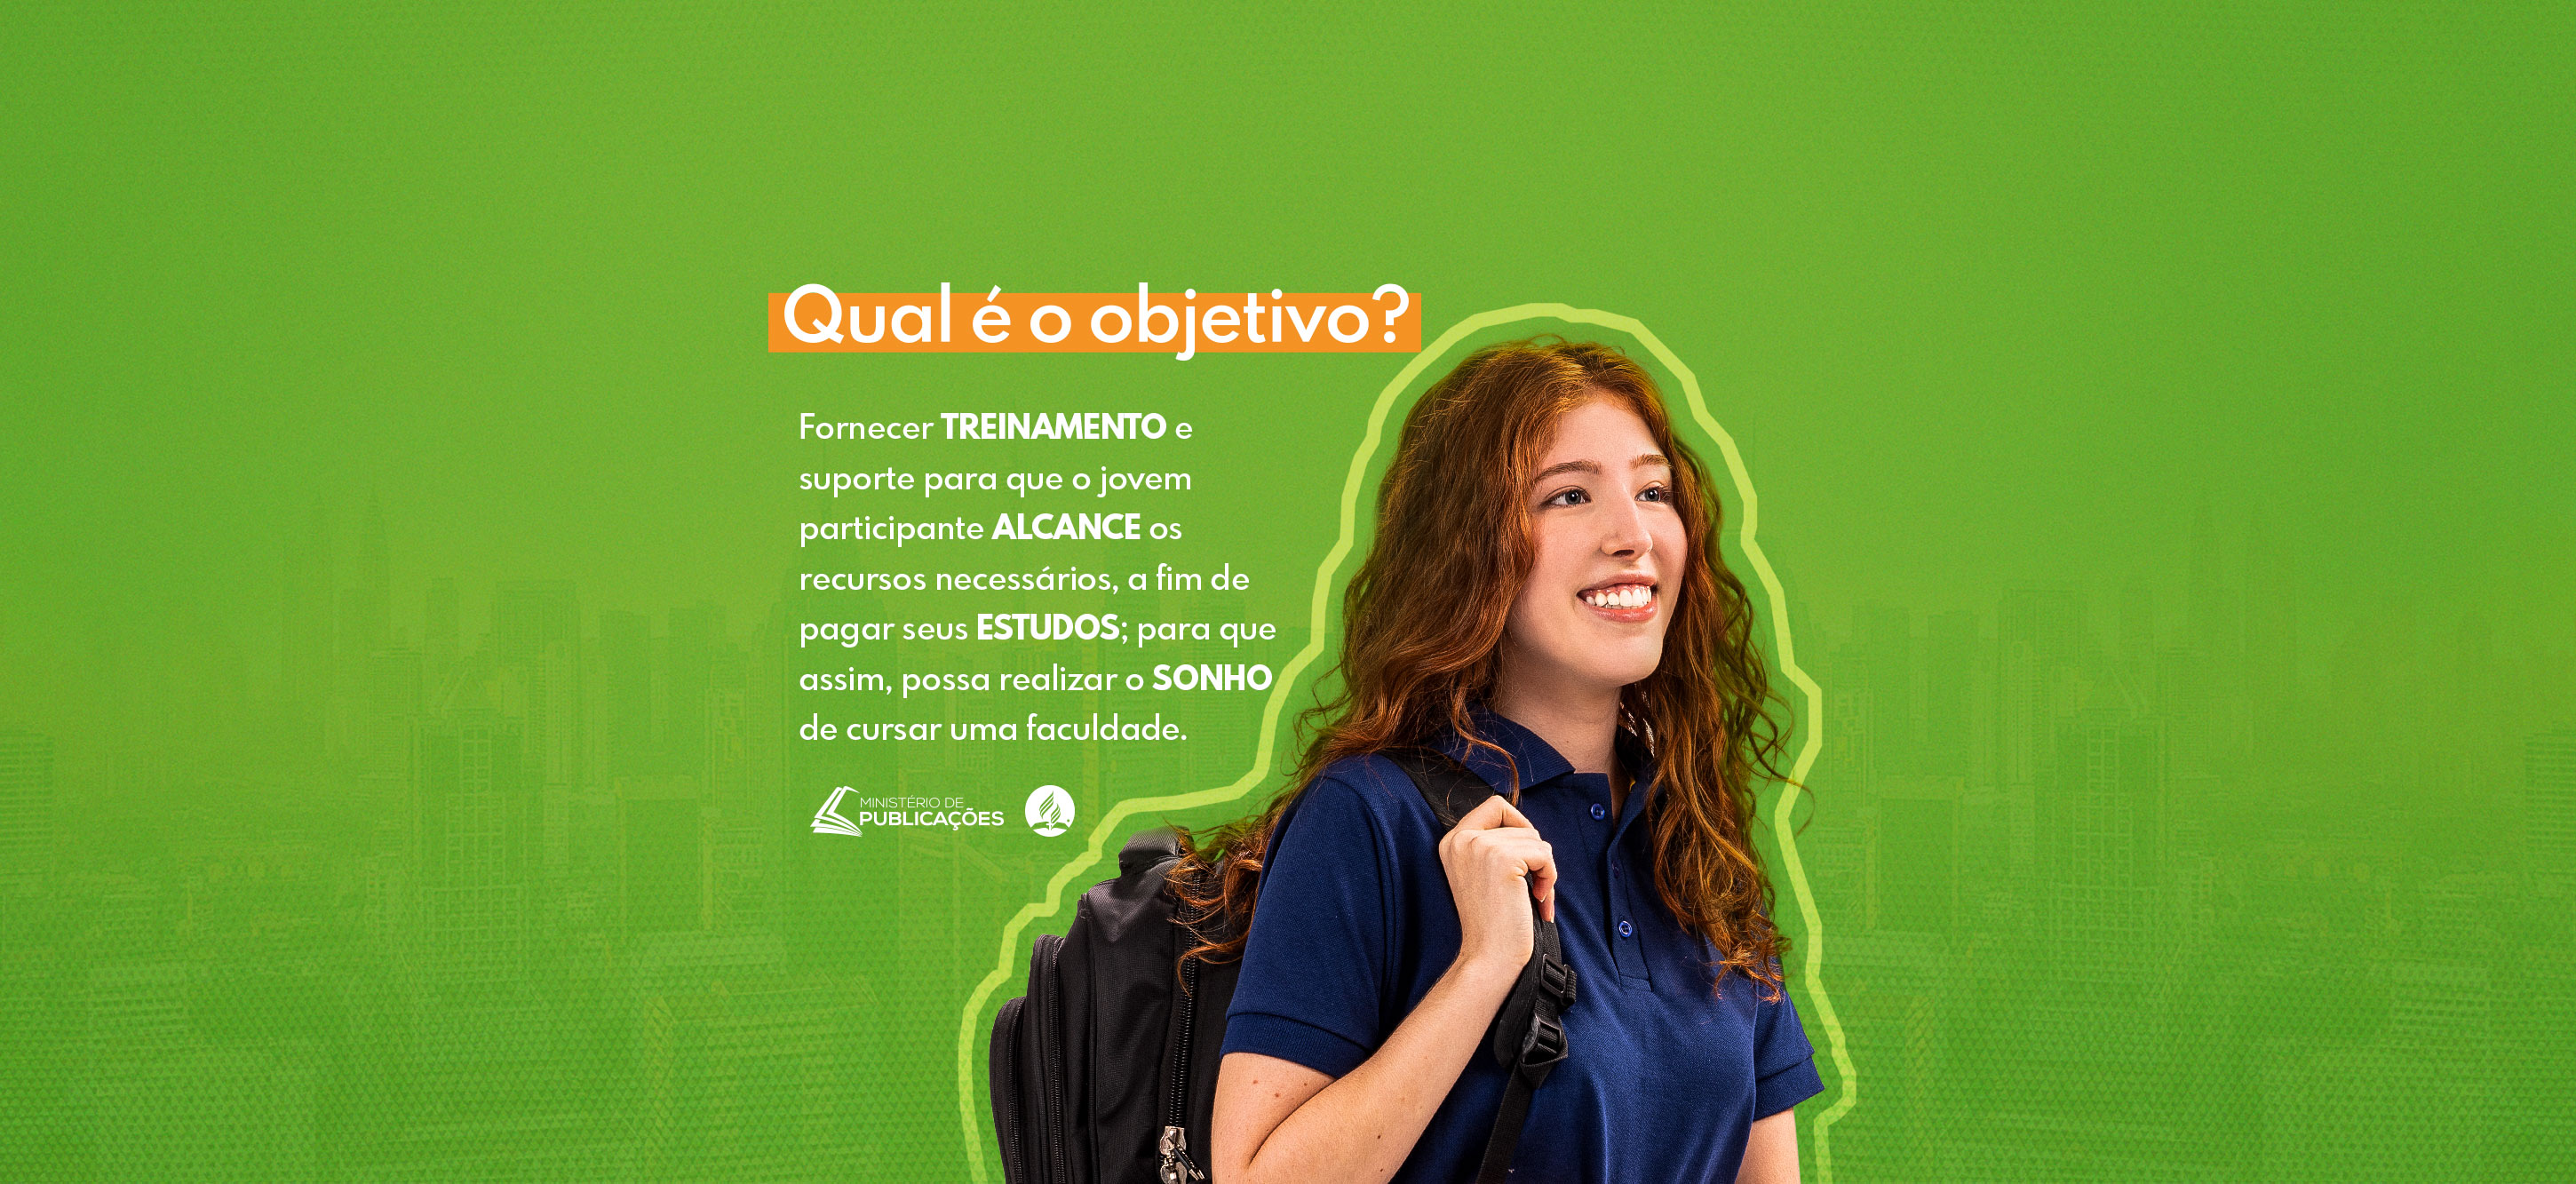 Qual é o objetivo?
Fornecer TREINAMENTO e
suporte para que o jovem
participante ALCANCE os
recursos necessários, a fim de
pagar seus ESTUDOS; para que
assim, possa realizar o SONHO
de cursar uma faculdade.
MINISTÉRIO DE
PUBLICAÇÕES